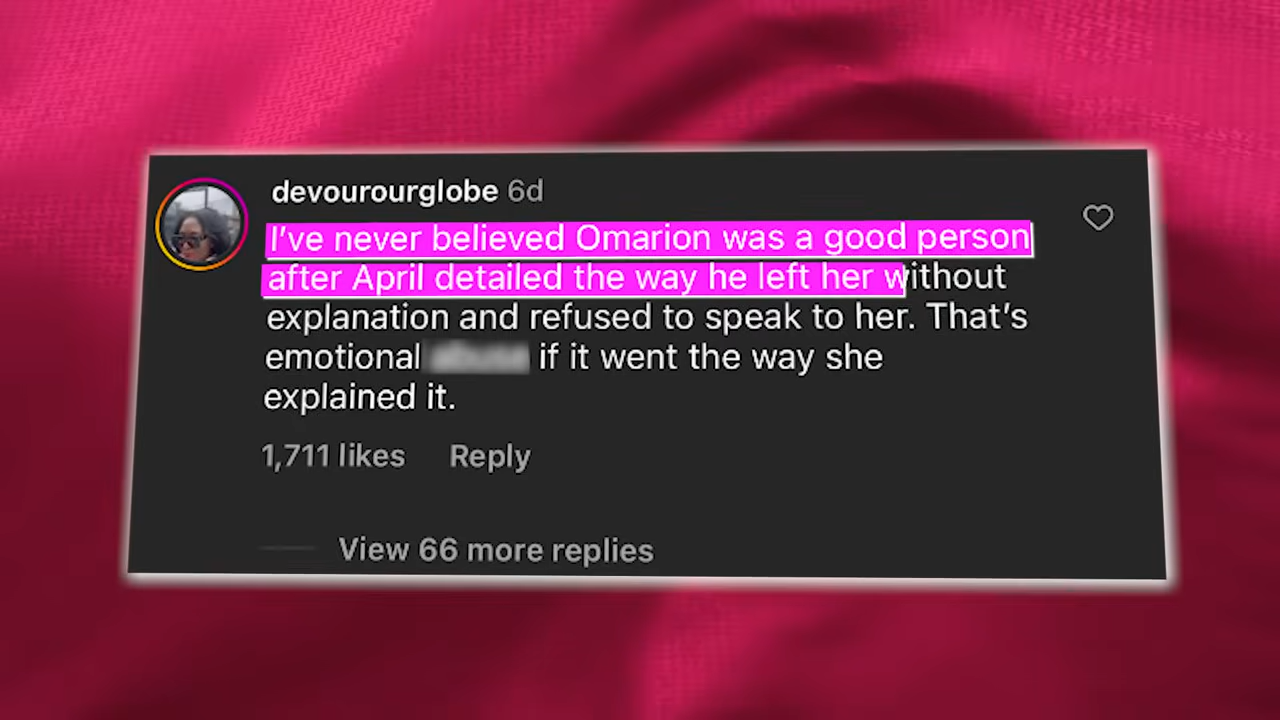 devourourglobe 6d
I've never believed Omarion was a good person
after April detailed the way he left her without
explanation and refused to speak to her. That's
emotional if it went the way she
explained it.
1,711 likes Reply
View 66 more replies